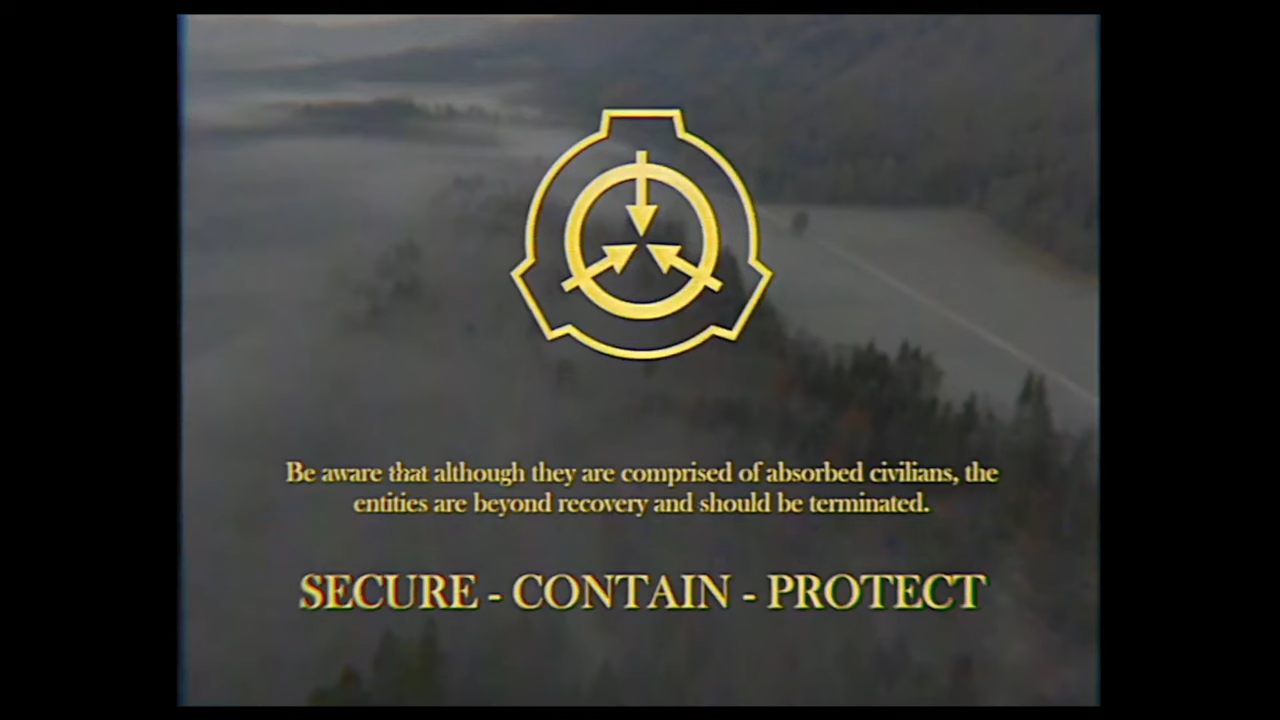 Be aware that although they are comprised of absorbed civilians, the
entities are beyond recovery and should be terminated.
SECURE - CONTAIN - PROTECT